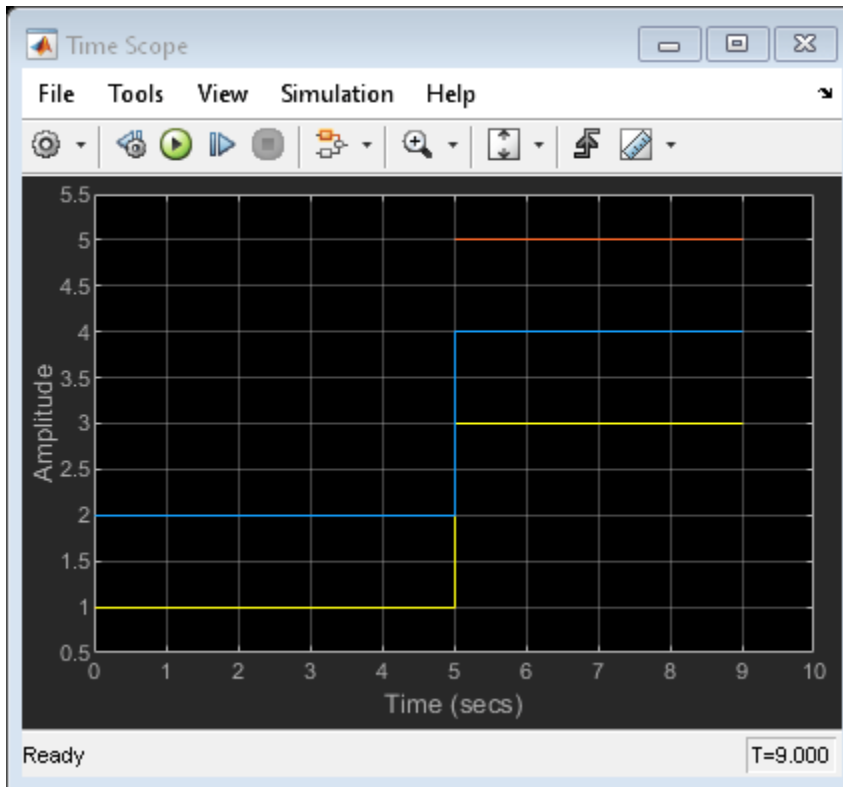 Time Scope
File Tools View Simulation Help
5.5
5
4.5
4
3.5
3
2.5
2
1.5
1
0.5
Amplitude
0 1 2 3 4 5 6 7 8 9 10
Time (secs)
Ready T=9.000